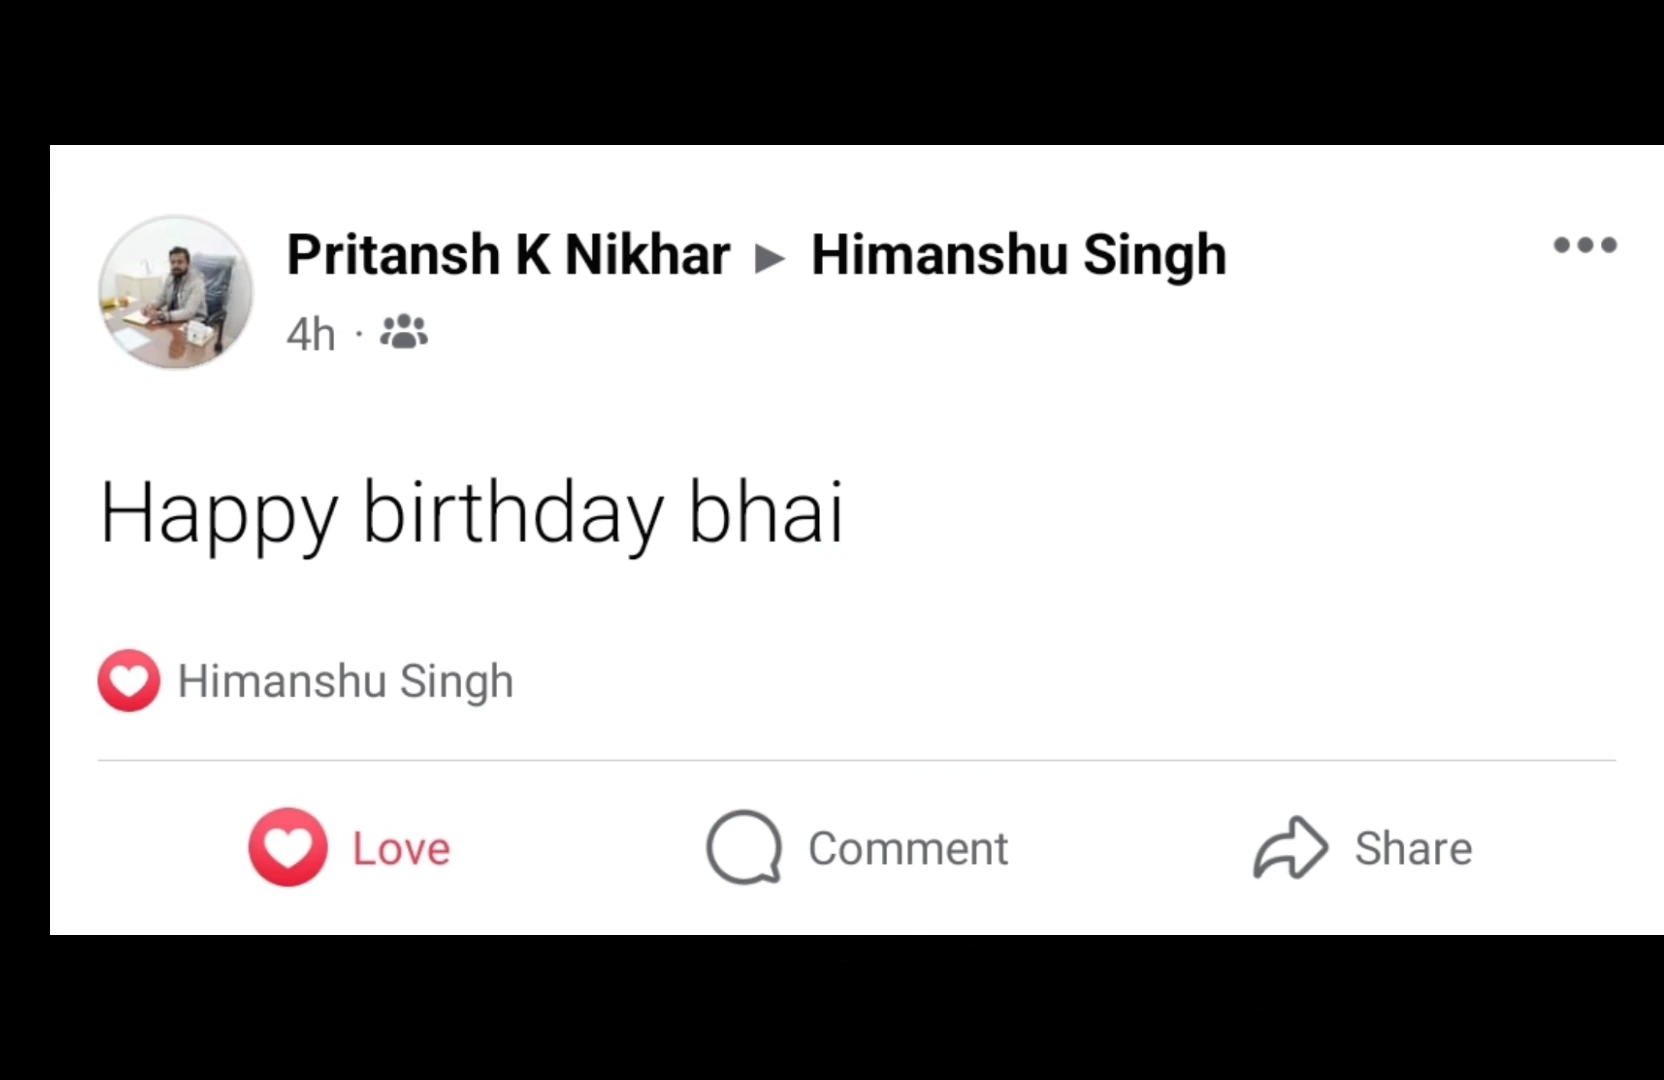 Pritansh K Nikhar ▸ Himanshu Singh
4h ·
Happy birthday bhai
Himanshu Singh
Love Comment Share